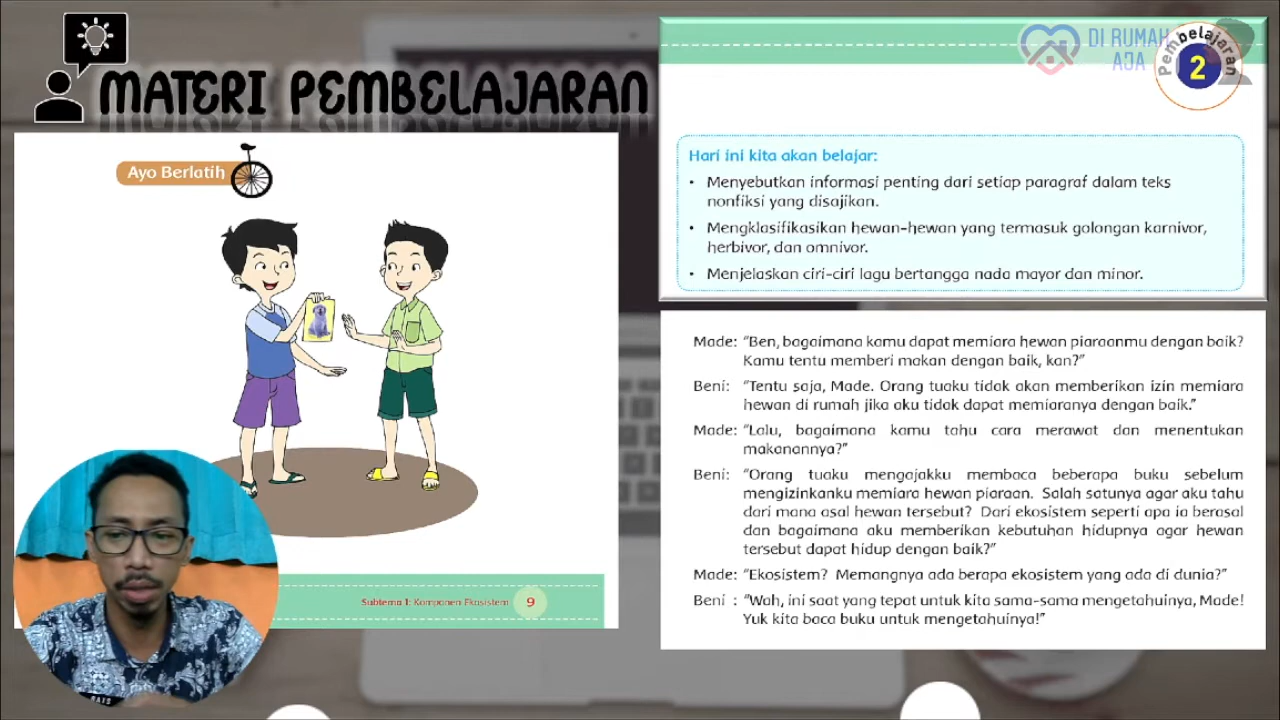 MATERI PEMBELAJARAN
Ayo Berlatih
Subtema 1: Komponen Ekosistem 9
DI RUMAH
AJA
Pembelajaran
2
Hari ini kita akan belajar:
• Menyebutkan informasi penting dari setiap paragraf dalam teks
nonfiksi yang disajikan.
• Mengklasifikasikan hewan-hewan yang termasuk golongan karnivor,
herbivor, dan omnivor.
• Menjelaskan ciri-ciri lagu bertangga nada mayor dan minor.
Made: "Ben, bagaimana kamu dapat memiara hewan piaraanmu dengan baik?
Kamu tentu memberi makan dengan baik, kan?"
Beni: "Tentu saja, Made. Orang tuaku tidak akan memberikan izin memiara
hewan di rumah jika aku tidak dapat memiaranya dengan baik."
Made: "Lalu, bagaimana kamu tahu cara merawat dan menentukan
makanannya?"
Beni: "Orang tuaku mengajakku membaca beberapa buku sebelum
mengizinkanku memiara hewan piaraan. Salah satunya agar aku tahu
dari mana asal hewan tersebut? Dari ekosistem seperti apa ia berasal
dan bagaimana aku memberikan kebutuhan hidupnya agar hewan
tersebut dapat hidup dengan baik?"
Made: "Ekosistem? Memangnya ada berapa ekosistem yang ada di dunia?"
Beni : "Wah, ini saat yang tepat untuk kita sama-sama mengetahuinya, Made!
Yuk kita baca buku untuk mengetahuinya!"